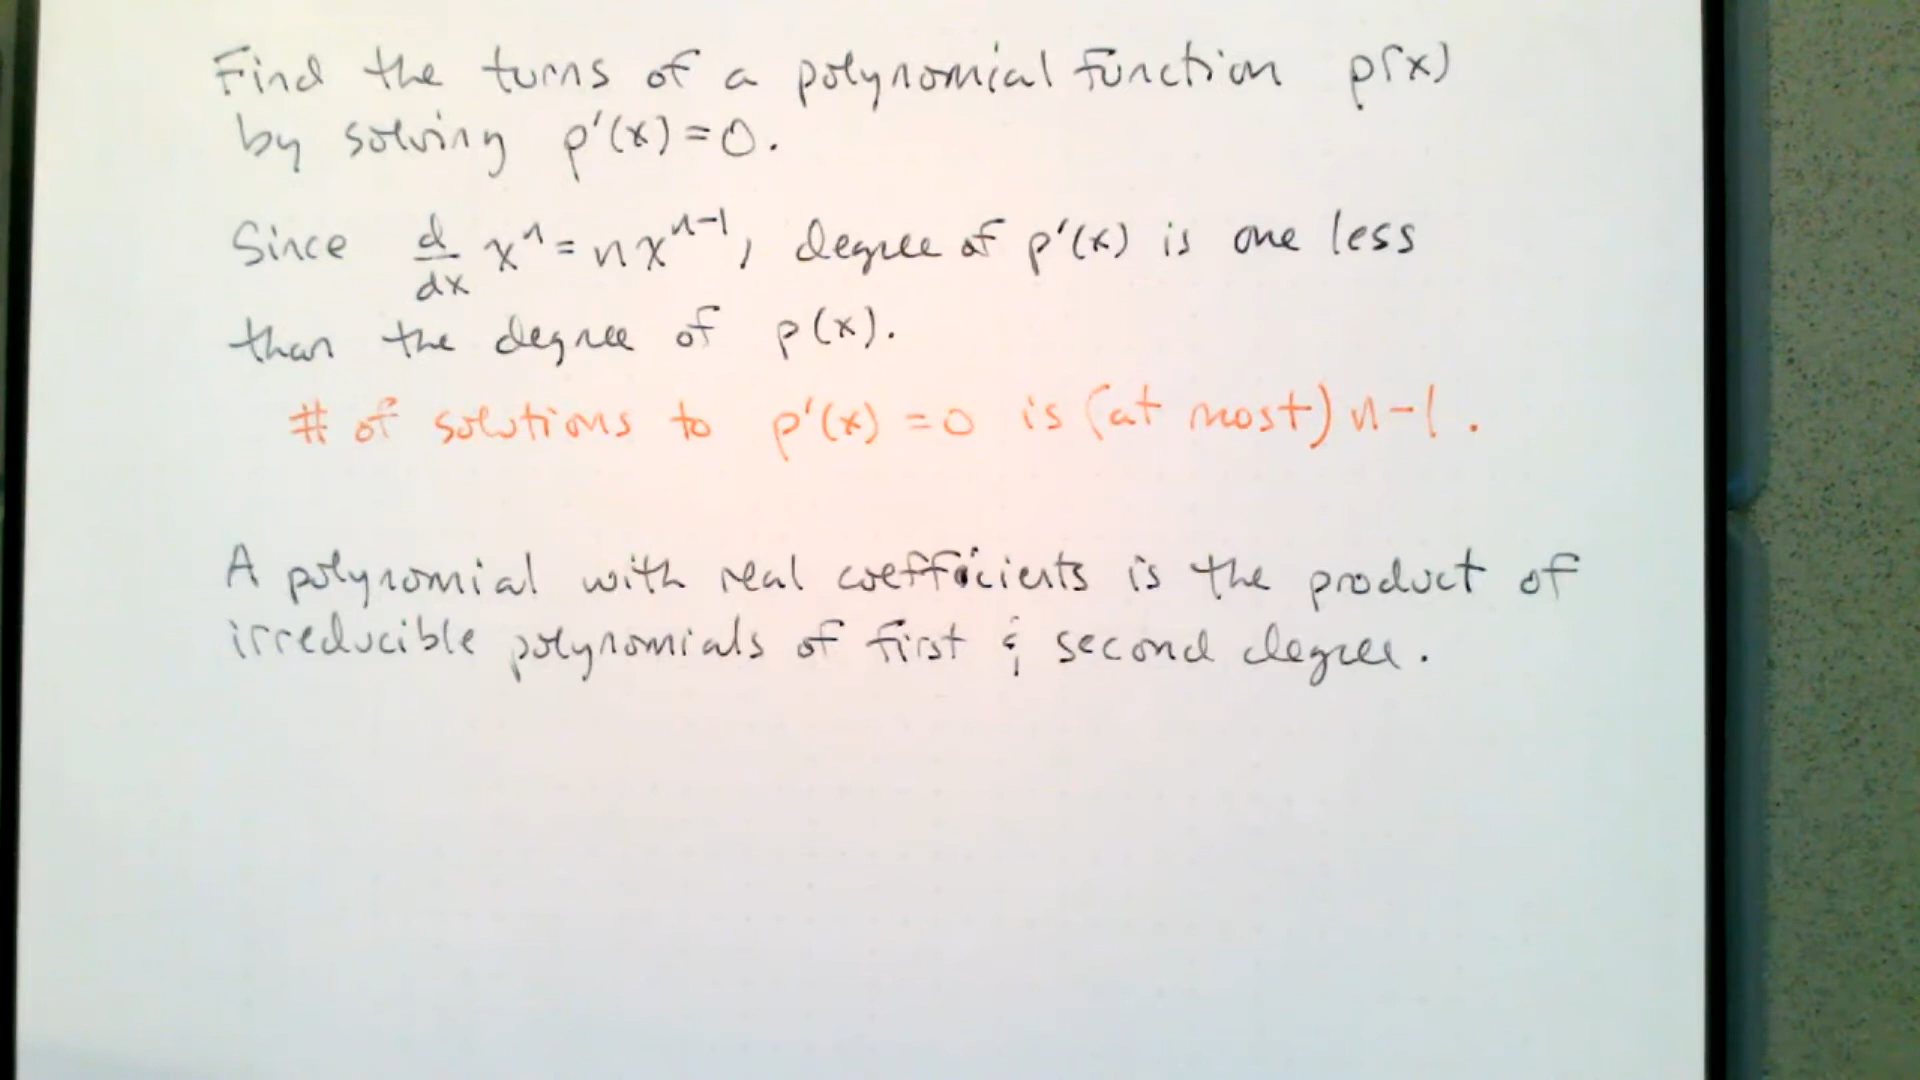 Find the turns of a polynomial function p(x)
by solving p'(x) = 0.
Since d/dx xⁿ = nxⁿ⁻¹, degree of p'(x) is one less
than the degree of p(x).
# of solutions to p'(x) = 0 is (at most) n-1.
A polynomial with real coefficients is the product of
irreducible polynomials of first & second degree.